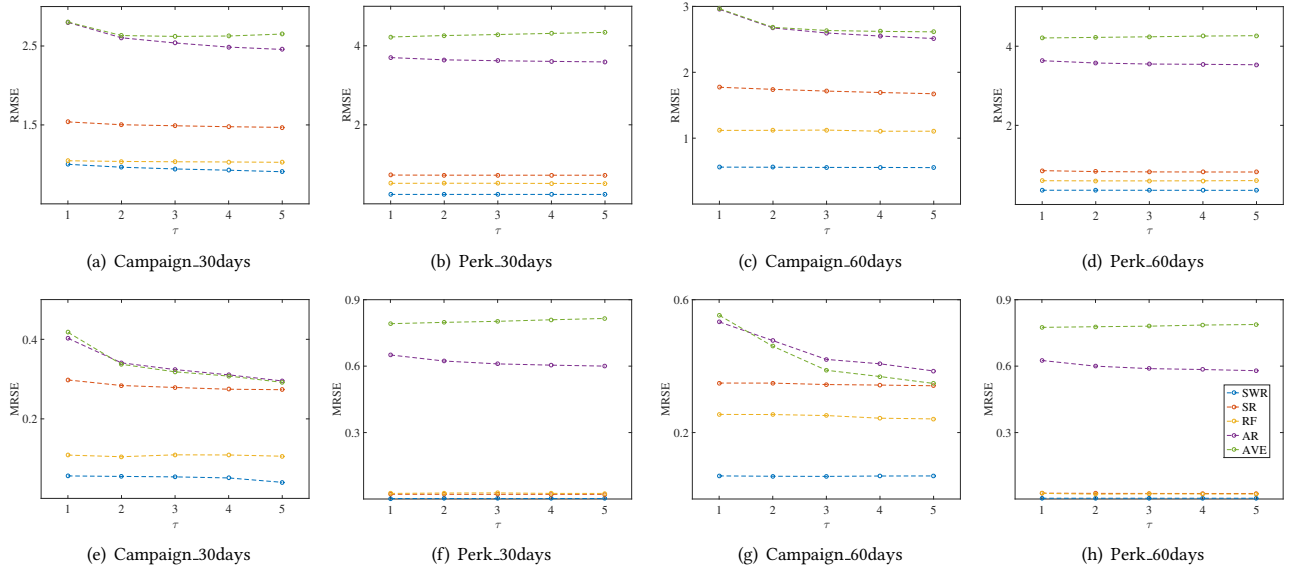 2.5
1.5
RMSE
1 2 3 4 5
τ
(a) Campaign_30days
4
2
RMSE
1 2 3 4 5
τ
(b) Perk_30days
3
2
1
RMSE
1 2 3 4 5
τ
(c) Campaign_60days
4
2
RMSE
1 2 3 4 5
τ
(d) Perk_60days
0.4
0.2
MRSE
1 2 3 4 5
τ
(e) Campaign_30days
0.9
0.6
0.3
MRSE
1 2 3 4 5
τ
(f) Perk_30days
0.6
0.2
MRSE
1 2 3 4 5
τ
(g) Campaign_60days
0.9
0.6
0.3
MRSE
SWR
SR
RF
AR
AVE
1 2 3 4 5
τ
(h) Perk_60days